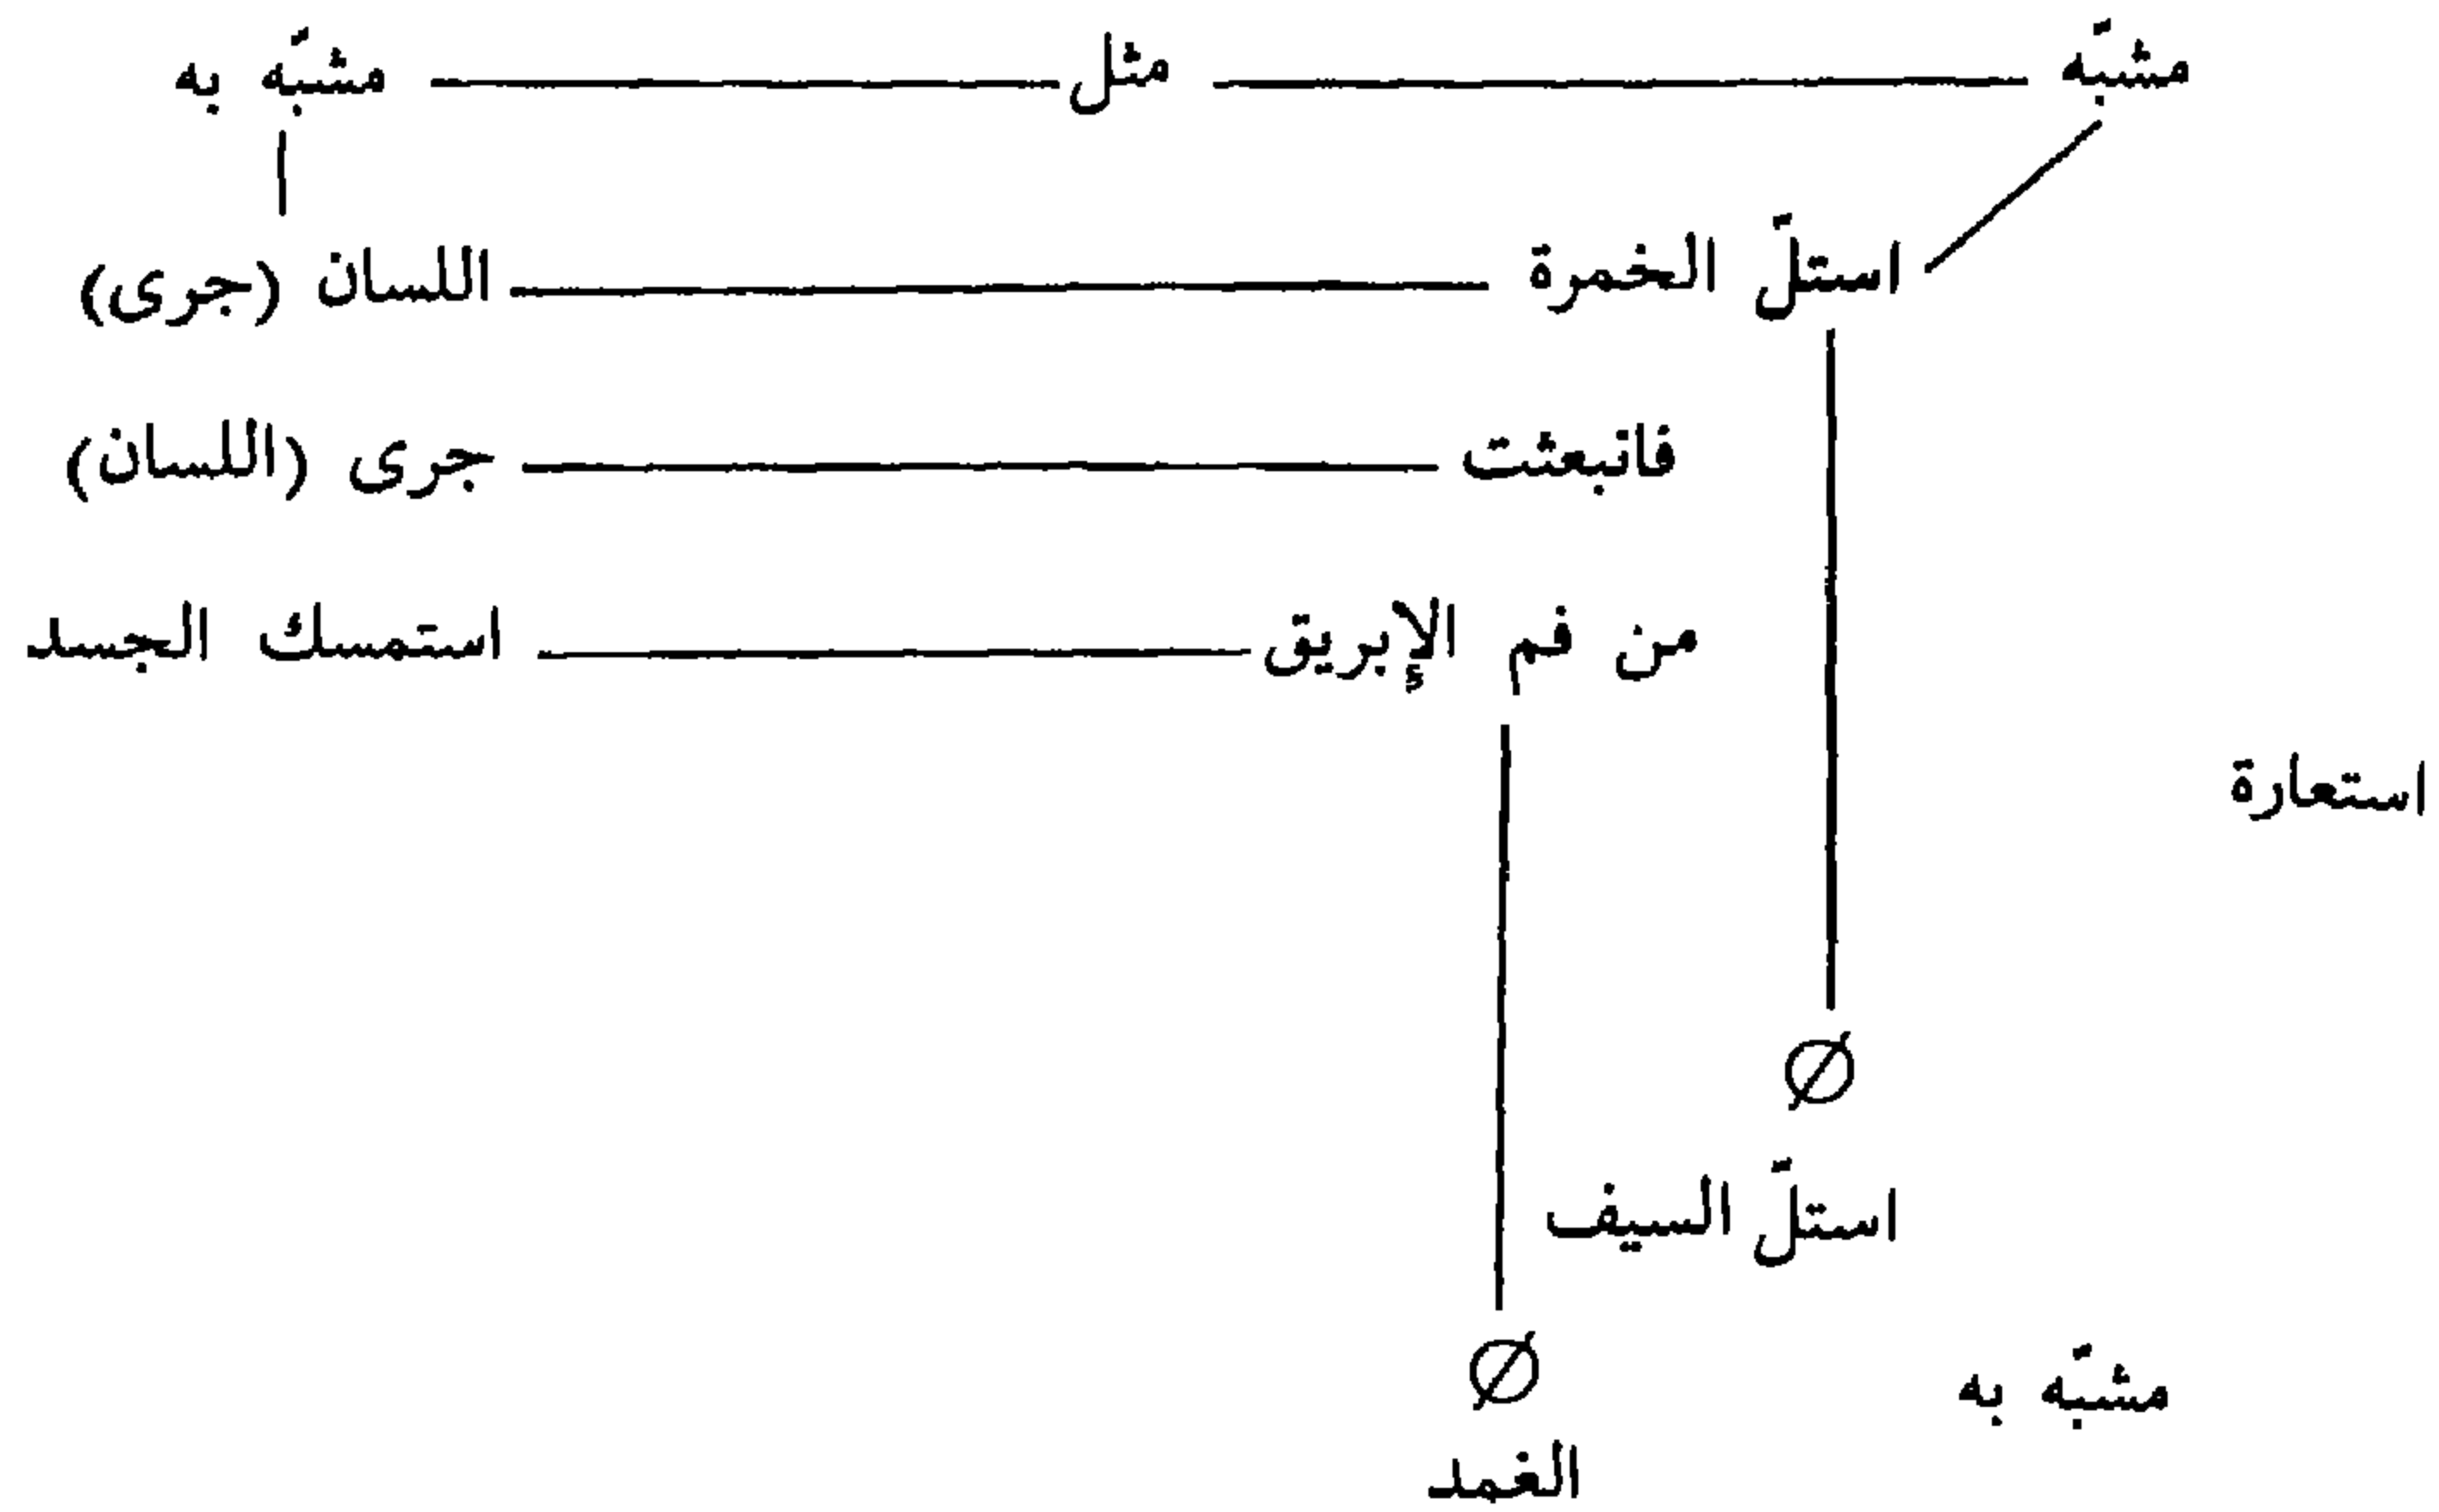 مشبّه مثل مشبّه به
استلّ الخمرة اللسان (جرى)
فانبعثت جرى (اللسان)
من فم الإبريق استمسك الجسد
استعارة
Ø
استلّ السيف
Ø
مشبّه به
الغمد